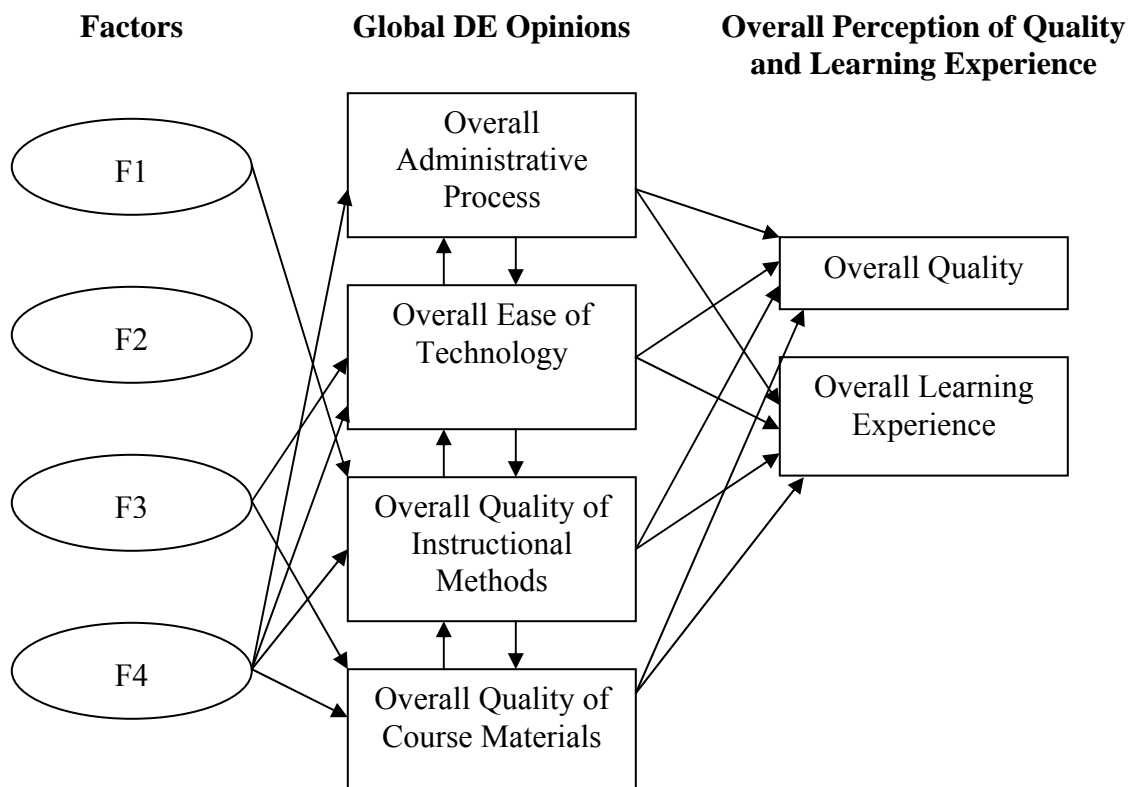 Factors
Global DE Opinions
Overall Perception of Quality
and Learning Experience
F1
F2
F3
F4
Overall
Administrative
Process
Overall Ease of
Technology
Overall Quality of
Instructional
Methods
Overall Quality of
Course Materials
Overall Quality
Overall Learning
Experience